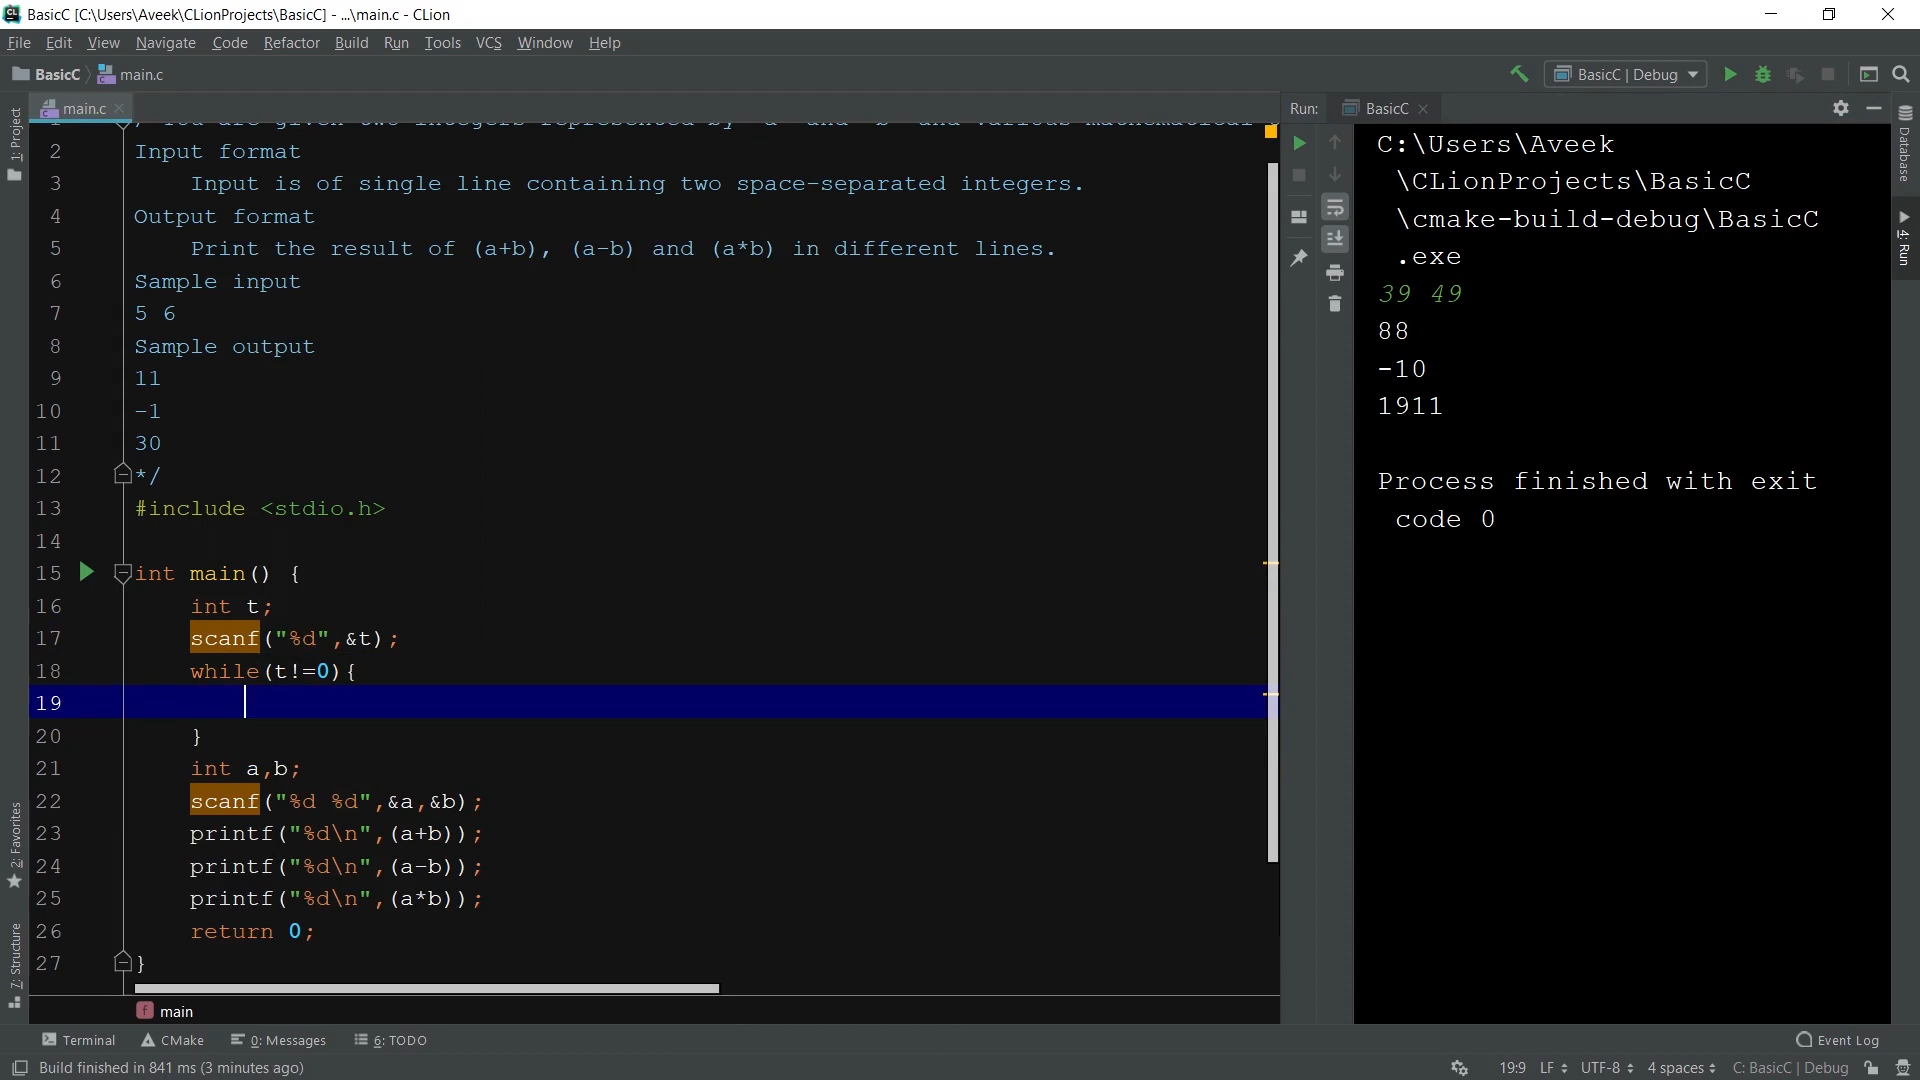 BasicC [C:\Users\Aveek\CLionProjects\BasicC] - ...\main.c - CLion
File Edit View Navigate Code Refactor Build Run Tools VCS Window Help
BasicC main.c
BasicC | Debug
1: Project
2: Favorites
7: Structure
main.c
2 Input format
3 Input is of single line containing two space-separated integers.
4 Output format
5 Print the result of (a+b), (a-b) and (a*b) in different lines.
6 Sample input
7 5 6
8 Sample output
9 11
10 -1
11 30
12 */
13 #include <stdio.h>
14
15 int main() {
16 int t;
17 scanf("%d",&t);
18 while(t!=0){
19
20 }
21 int a,b;
22 scanf("%d %d",&a,&b);
23 printf("%d\n",(a+b));
24 printf("%d\n",(a-b));
25 printf("%d\n",(a*b));
26 return 0;
27 }
f main
Run: BasicC
C:\Users\Aveek
\CLionProjects\BasicC
\cmake-build-debug\BasicC
.exe
39 49
88
-10
1911
Process finished with exit
code 0
Database
4: Run
Terminal CMake 0: Messages 6: TODO
Event Log
Build finished in 841 ms (3 minutes ago)
19:9 LF UTF-8 4 spaces C: BasicC | Debug